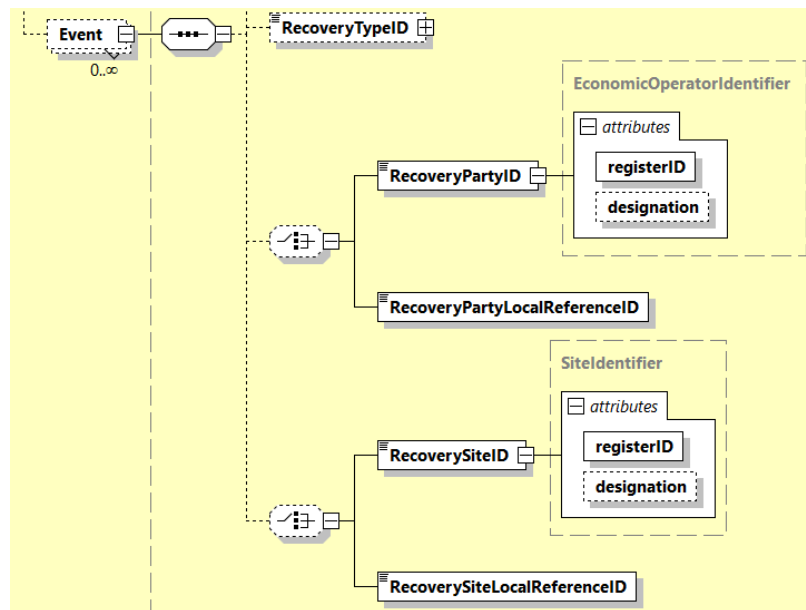 Event
0..∞
RecoveryTypeID
EconomicOperatorIdentifier
attributes
RecoveryPartyID
registerID
designation
RecoveryPartyLocalReferenceID
SiteIdentifier
attributes
RecoverySiteID
registerID
designation
RecoverySiteLocalReferenceID